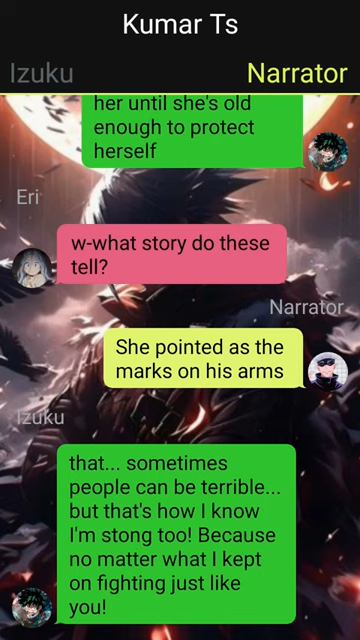 Kumar Ts
Izuku
Narrator
her until she's old
enough to protect
herself
Eri
w-what story do these
tell?
Narrator
She pointed as the
marks on his arms
Izuku
that... sometimes
people can be terrible...
but that's how I know
I'm stong too! Because
no matter what I kept
on fighting just like
you!